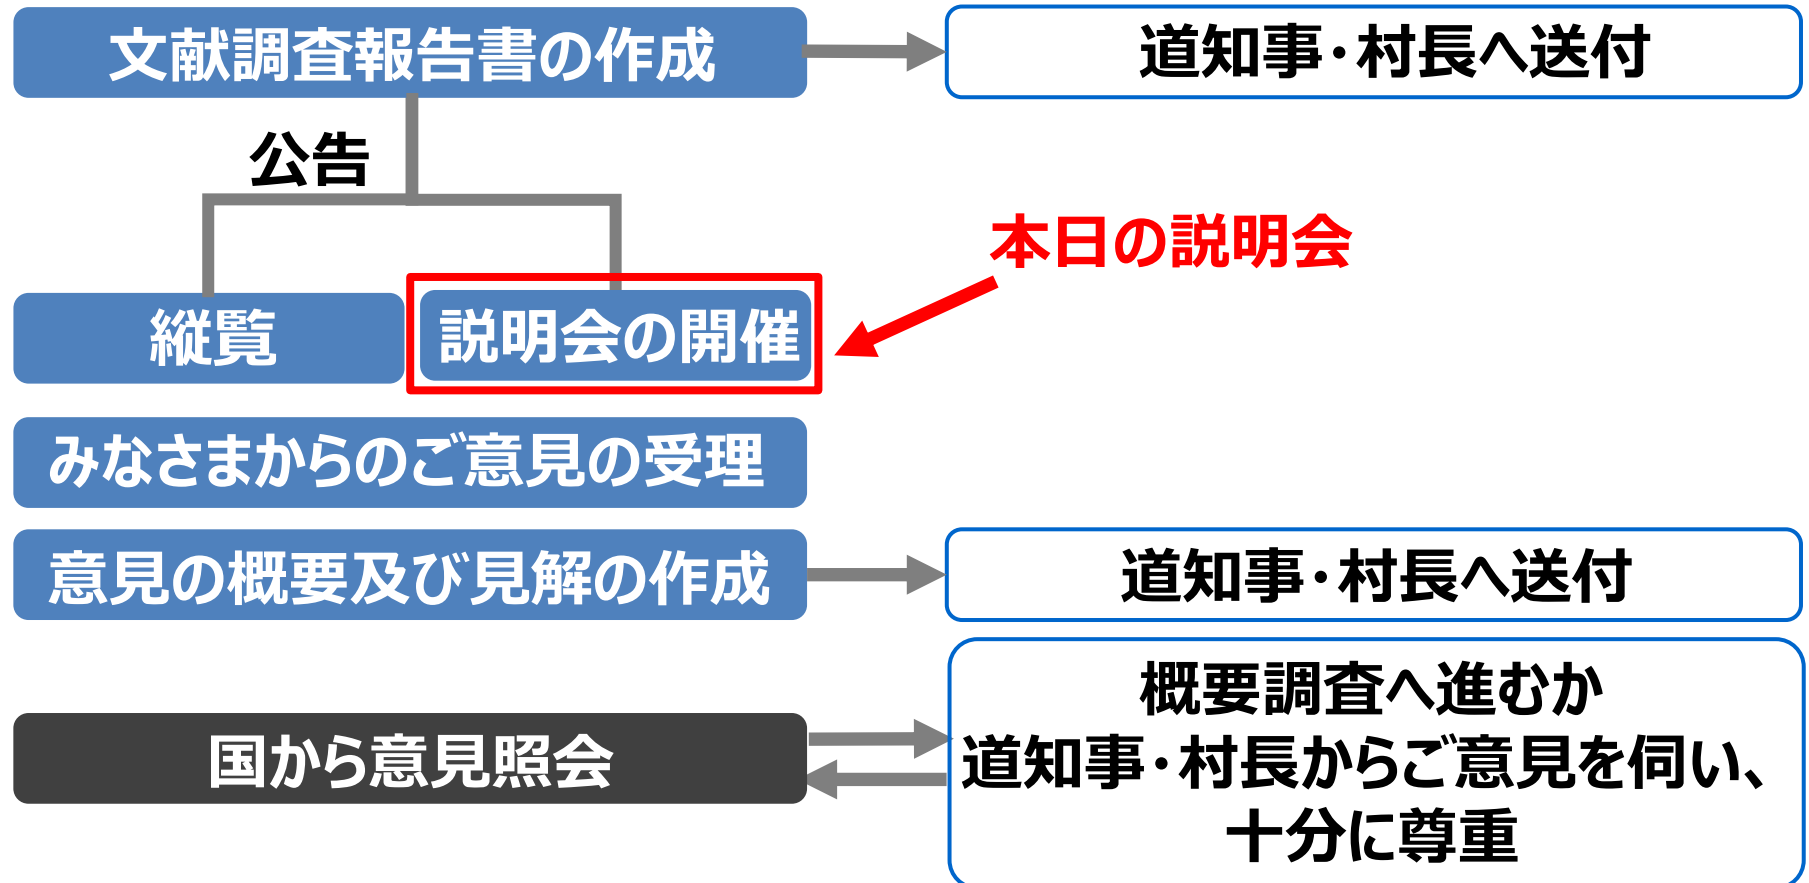 文献調査報告書の作成
道知事・村長へ送付
公告
本日の説明会
縦覧
説明会の開催
みなさまからのご意見の受理
意見の概要及び見解の作成
道知事・村長へ送付
国から意見照会
概要調査へ進むか
道知事・村長からご意見を伺い、
十分に尊重